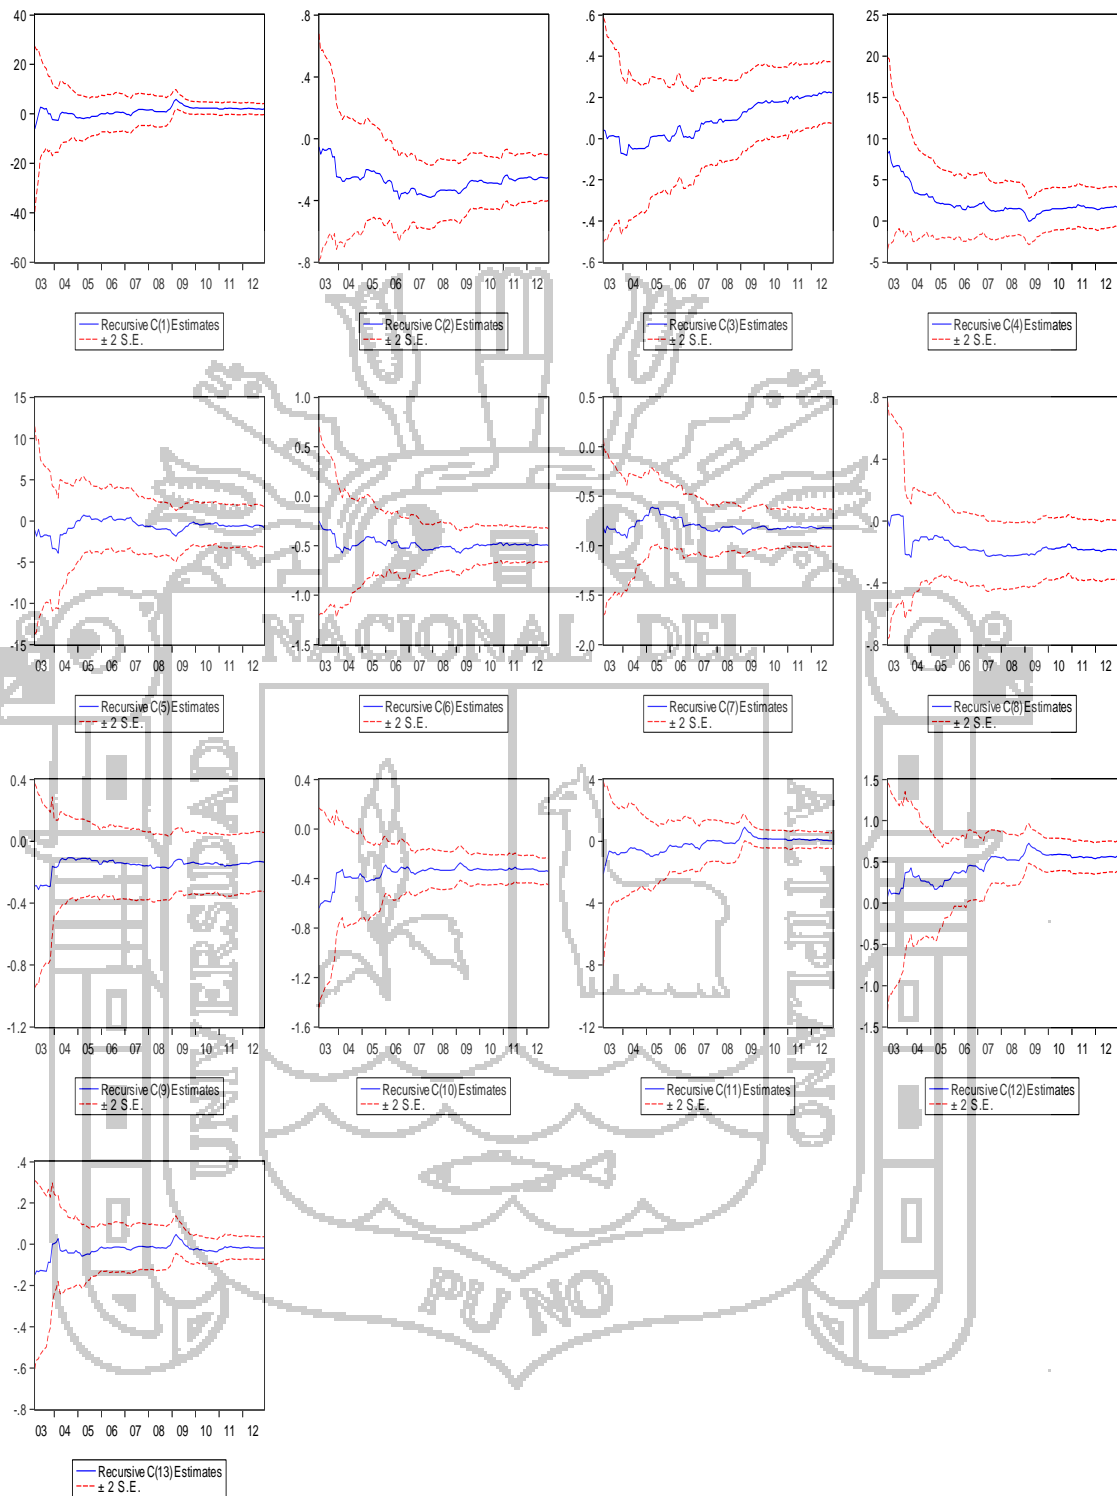 40
20
0
-20
-40
-60
03 04 05 06 07 08 09 10 11 12
Recursive C(1) Estimates
± 2 S.E.
.8
.4
.0
-.4
-.8
03 04 05 06 07 08 09 10 11 12
Recursive C(2) Estimates
± 2 S.E.
.6
.4
.2
.0
-.2
-.4
-.6
03 04 05 06 07 08 09 10 11 12
Recursive C(3) Estimates
± 2 S.E.
25
20
15
10
5
0
-5
03 04 05 06 07 08 09 10 11 12
Recursive C(4) Estimates
± 2 S.E.
15
10
5
0
-5
-10
-15
03 04 05 06 07 08 09 10 11 12
Recursive C(5) Estimates
± 2 S.E.
1.0
0.5
0.0
-0.5
-1.0
-1.5
03 04 05 06 07 08 09 10 11 12
Recursive C(6) Estimates
± 2 S.E.
0.5
0.0
-0.5
-1.0
-1.5
-2.0
03 04 05 06 07 08 09 10 11 12
Recursive C(7) Estimates
± 2 S.E.
.8
.4
.0
-.4
-.8
03 04 05 06 07 08 09 10 11 12
Recursive C(8) Estimates
± 2 S.E.
NACIONAL DEL
UNIVERSIDAD
ALTIPLANO
PUNO
0.4
0.0
-0.4
-0.8
-1.2
03 04 05 06 07 08 09 10 11 12
Recursive C(9) Estimates
± 2 S.E.
0.4
0.0
-0.4
-0.8
-1.2
-1.6
03 04 05 06 07 08 09 10 11 12
Recursive C(10) Estimates
± 2 S.E.
4
0
-4
-8
-12
03 04 05 06 07 08 09 10 11 12
Recursive C(11) Estimates
± 2 S.E.
1.5
1.0
0.5
0.0
-0.5
-1.0
-1.5
03 04 05 06 07 08 09 10 11 12
Recursive C(12) Estimates
± 2 S.E.
.4
.2
.0
-.2
-.4
-.6
-.8
03 04 05 06 07 08 09 10 11 12
Recursive C(13) Estimates
± 2 S.E.